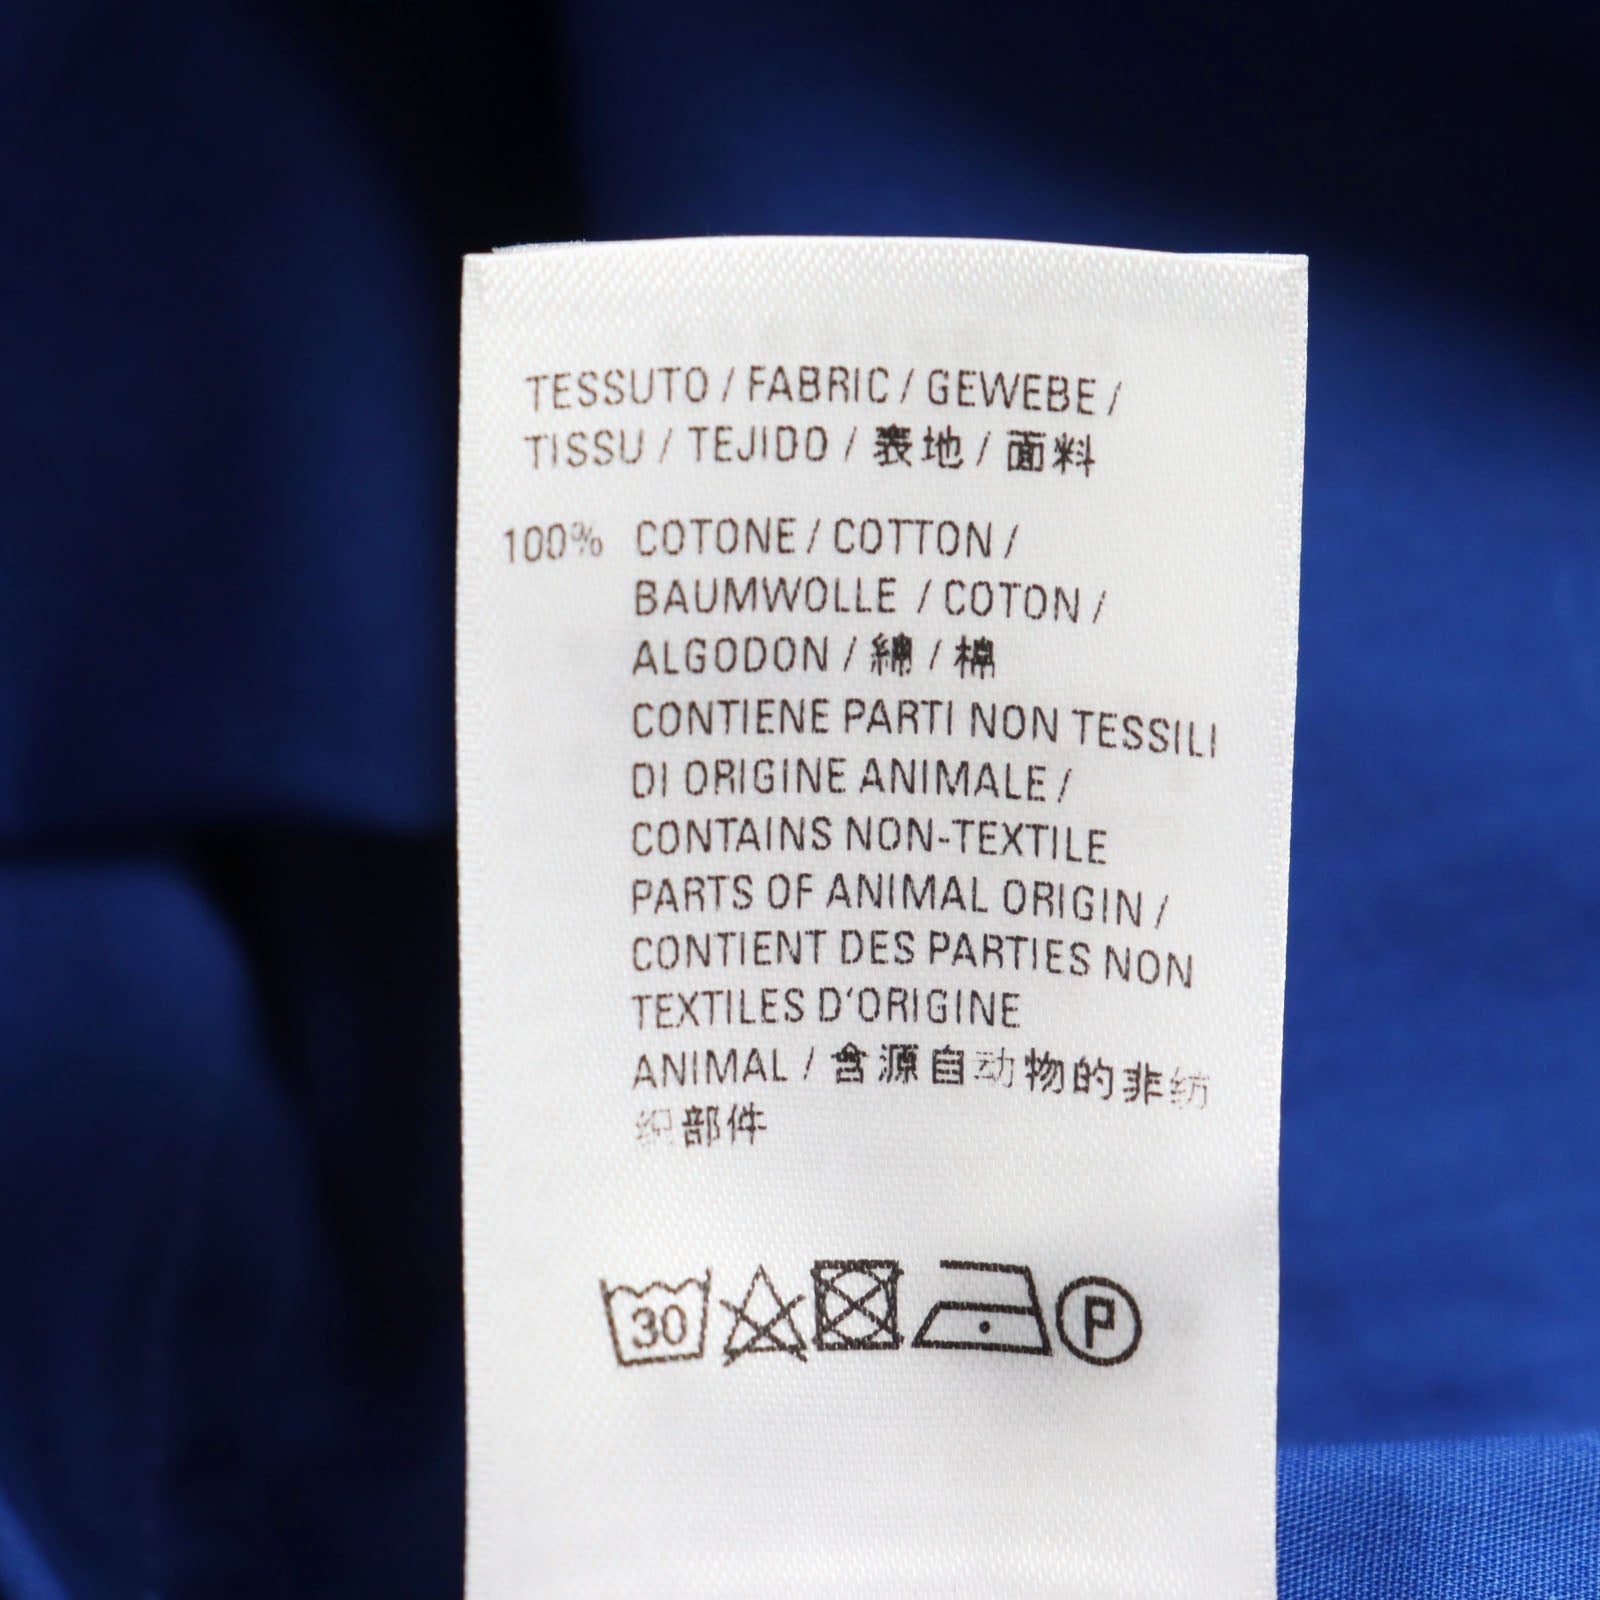 TESSUTO / FABRIC / GEWEBE /
TISSU / TEJIDO / 表地 / 面料
100% COTONE / COTTON /
BAUMWOLLE / COTON /
ALGODON / 綿 / 棉
CONTIENE PARTI NON TESSILI
DI ORIGINE ANIMALE /
CONTAINS NON-TEXTILE
PARTS OF ANIMAL ORIGIN /
CONTIENT DES PARTIES NON
TEXTILES D'ORIGINE
ANIMAL / 含源自动物的非纺
织部件
30 P